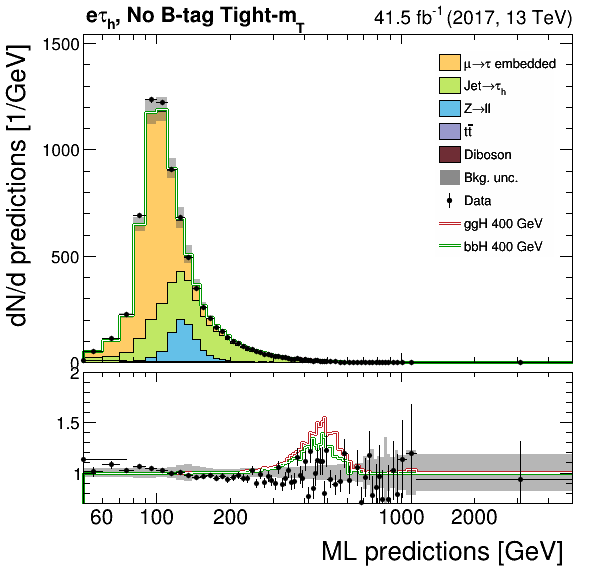 eτh, No B-tag Tight-mT
41.5 fb⁻¹ (2017, 13 TeV)
dN/d predictions [1/GeV]
1500
1000
500
0
μ→τ embedded
Jet→τh
Z→ll
tt̄
Diboson
Bkg. unc.
Data
ggH 400 GeV
bbH 400 GeV
2
1.5
1
60 100 200 1000 2000
ML predictions [GeV]